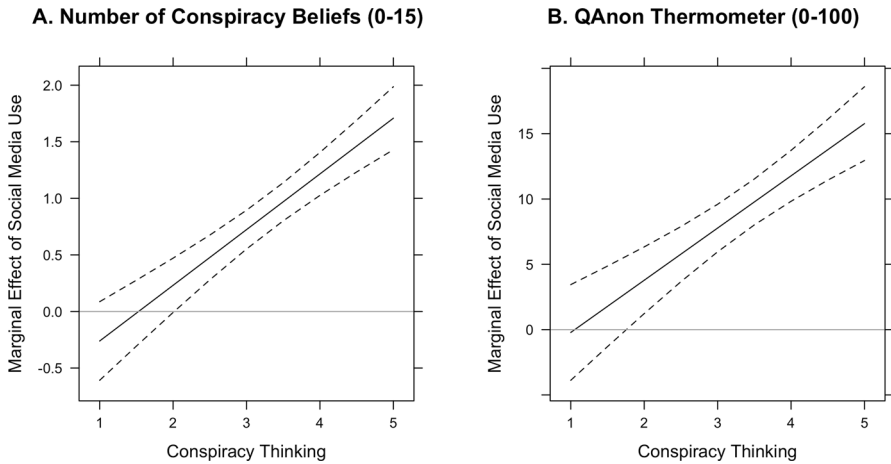 A. Number of Conspiracy Beliefs (0-15)
Marginal Effect of Social Media Use
2.0
1.5
1.0
0.5
0.0
-0.5
1 2 3 4 5
Conspiracy Thinking
B. QAnon Thermometer (0-100)
Marginal Effect of Social Media Use
15
10
5
0
1 2 3 4 5
Conspiracy Thinking